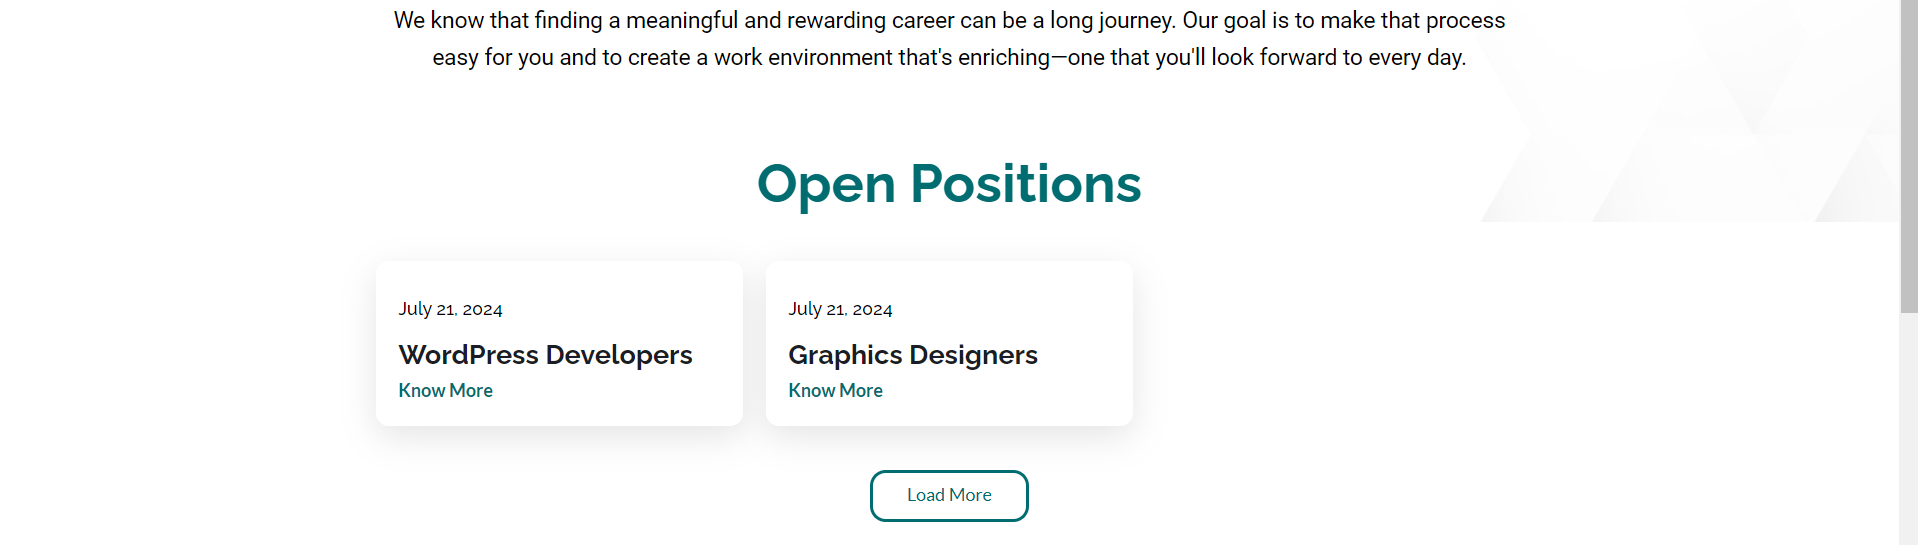 We know that finding a meaningful and rewarding career can be a long journey. Our goal is to make that process
easy for you and to create a work environment that's enriching—one that you'll look forward to every day.
Open Positions
July 21, 2024
WordPress Developers
Know More
July 21, 2024
Graphics Designers
Know More
Load More